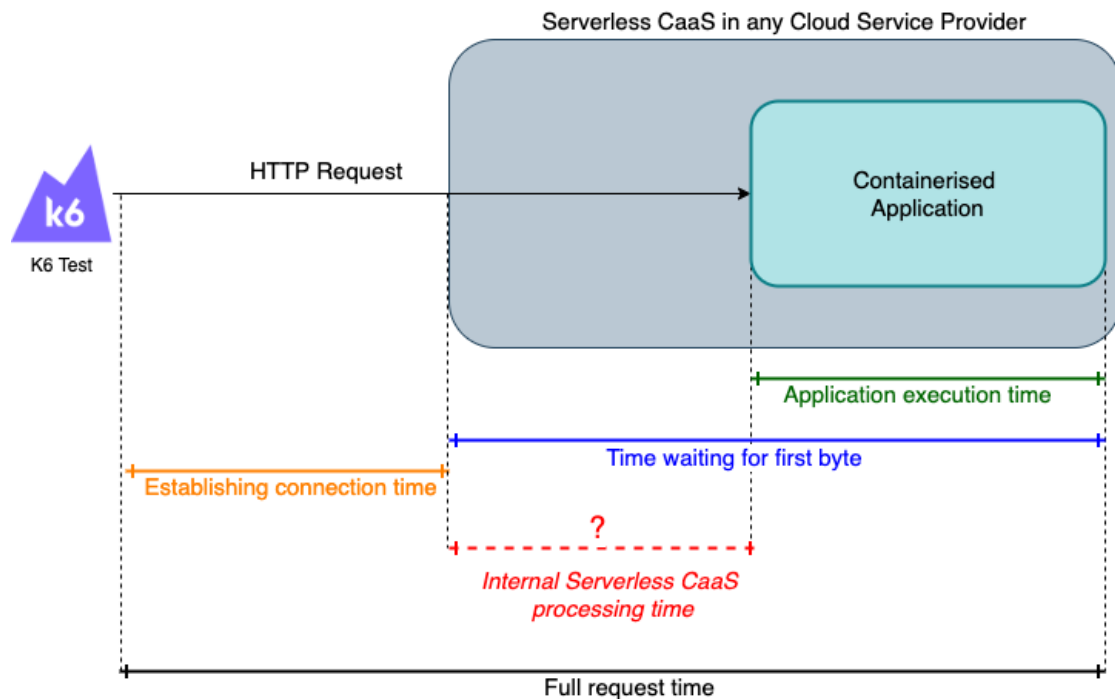 Serverless CaaS in any Cloud Service Provider
HTTP Request
Containerised
Application
k6
K6 Test
Application execution time
Time waiting for first byte
Establishing connection time
?
Internal Serverless CaaS
processing time
Full request time